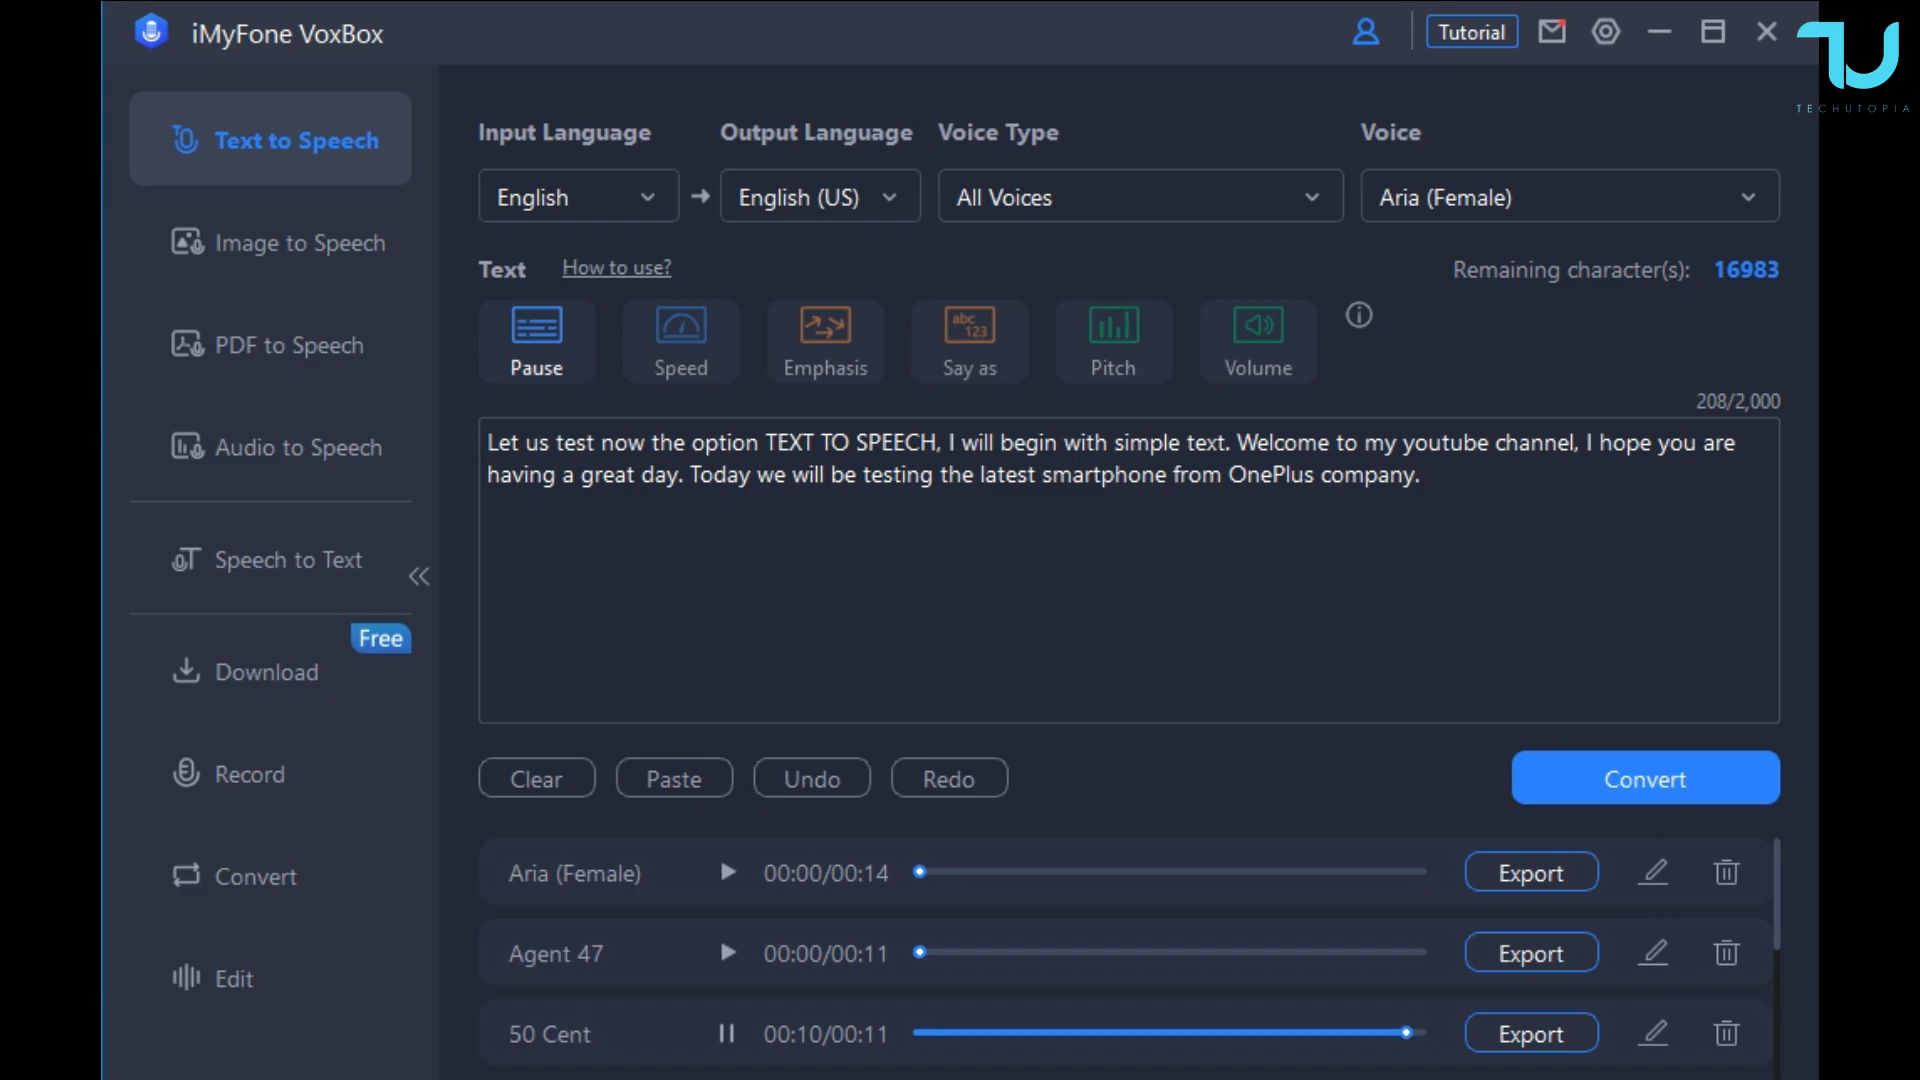 iMyFone VoxBox
Tutorial
TECHUTOPIA
Text to Speech
Image to Speech
PDF to Speech
Audio to Speech
Speech to Text
Free
Download
Record
Convert
Edit
Input Language Output Language Voice Type Voice
English English (US) All Voices Aria (Female)
Text How to use? Remaining character(s): 16983
abc
123
Pause Speed Emphasis Say as Pitch Volume
208/2,000
Let us test now the option TEXT TO SPEECH, I will begin with simple text. Welcome to my youtube channel, I hope you are
having a great day. Today we will be testing the latest smartphone from OnePlus company.
Clear Paste Undo Redo Convert
Aria (Female) 00:00/00:14 Export
Agent 47 00:00/00:11 Export
50 Cent 00:10/00:11 Export